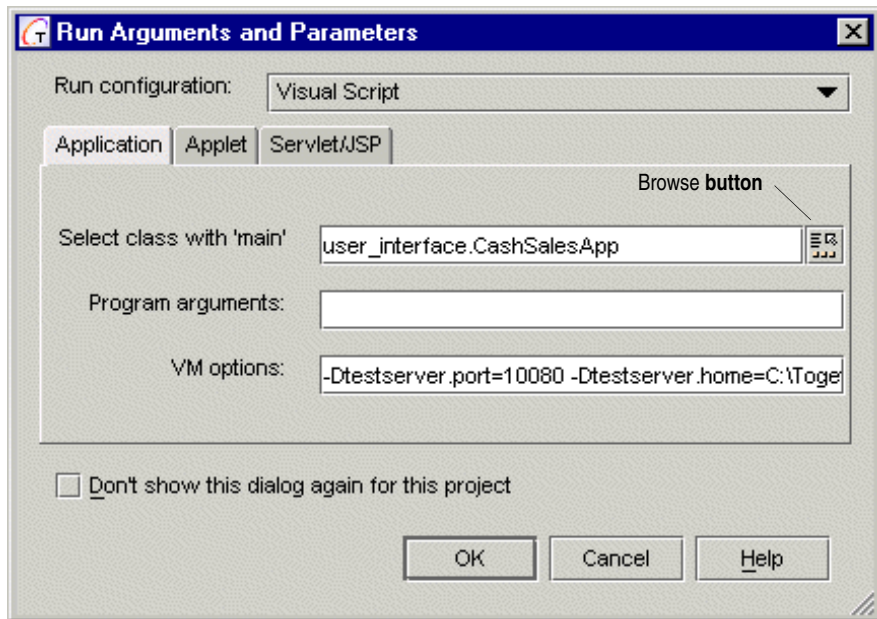 Run Arguments and Parameters
Run configuration: Visual Script
Application Applet Servlet/JSP
Browse button
Select class with 'main' user_interface.CashSalesApp
Program arguments:
VM options: -Dtestserver.port=10080 -Dtestserver.home=C:\Toge
Don't show this dialog again for this project
OK Cancel Help